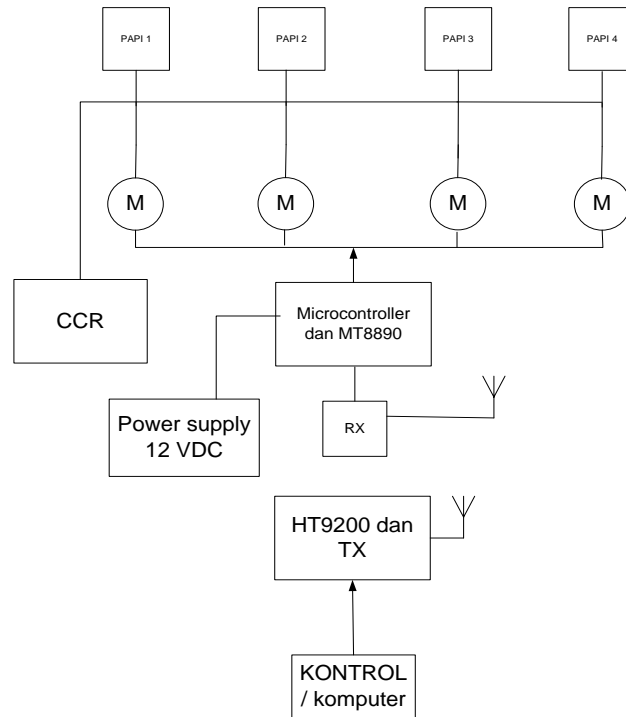 PAPI 1
PAPI 2
PAPI 3
PAPI 4
M
M
M
M
CCR
Microcontroller
dan MT8890
Power supply
12 VDC
RX
HT9200 dan
TX
KONTROL
/ komputer